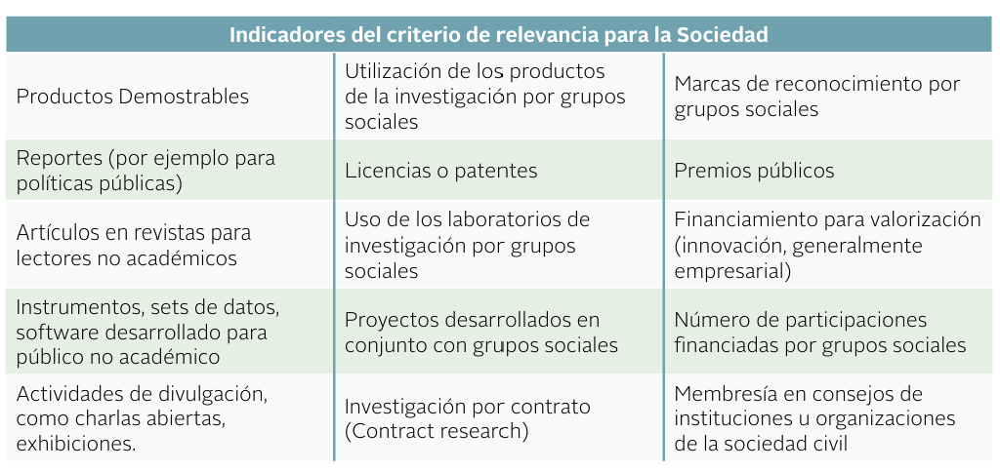 Indicadores del criterio de relevancia para la Sociedad
Productos Demostrables
Utilización de los productos
de la investigación por grupos
sociales
Marcas de reconocimiento por
grupos sociales
Reportes (por ejemplo para
políticas públicas)
Licencias o patentes
Premios públicos
Artículos en revistas para
lectores no académicos
Uso de los laboratorios de
investigación por grupos
sociales
Financiamiento para valorización
(innovación, generalmente
empresarial)
Instrumentos, sets de datos,
software desarrollado para
público no académico
Proyectos desarrollados en
conjunto con grupos sociales
Número de participaciones
financiadas por grupos sociales
Actividades de divulgación,
como charlas abiertas,
exhibiciones.
Investigación por contrato
(Contract research)
Membresía en consejos de
instituciones u organizaciones
de la sociedad civil